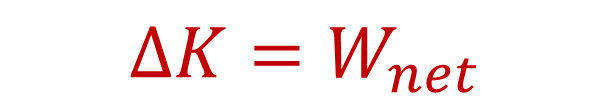 ΔK = W_net